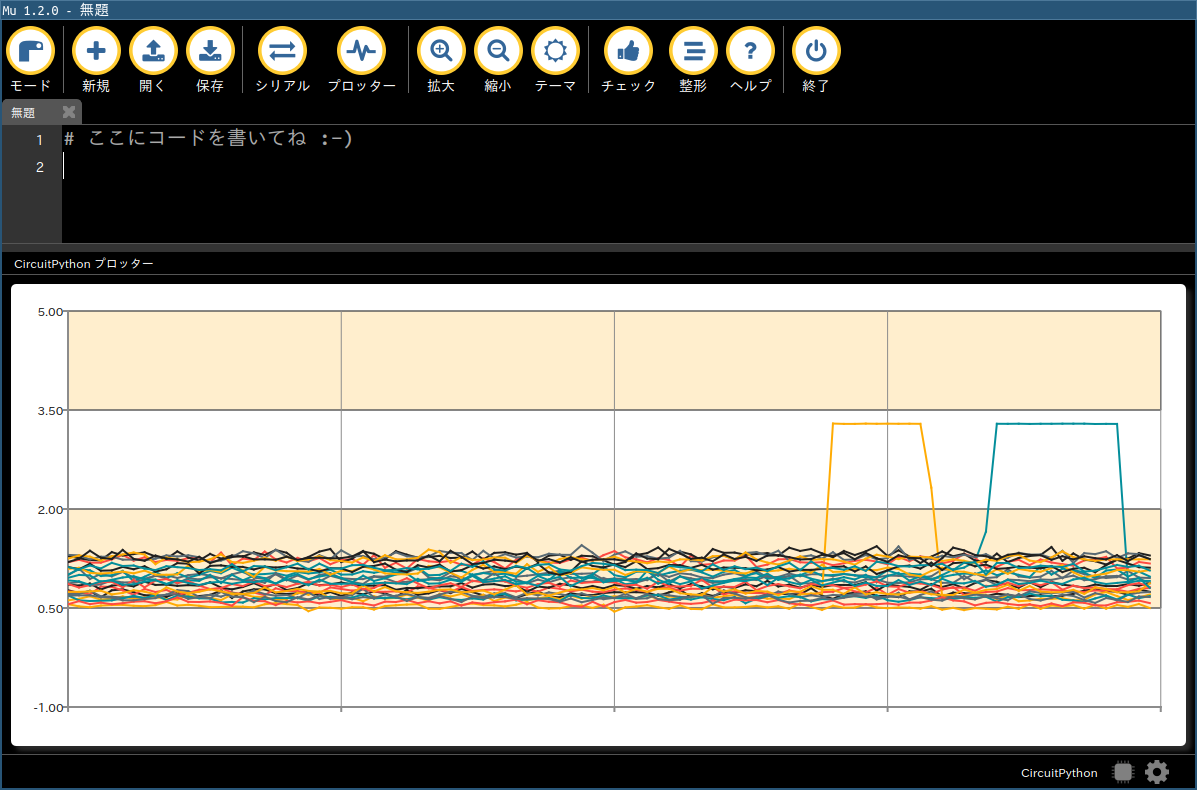 Mu 1.2.0 - 無題
モード 新規 開く 保存 シリアル プロッター 拡大 縮小 テーマ チェック 整形 ヘルプ 終了
無題
1 # ここにコードを書いてね :-)
2
CircuitPython プロッター
5.00
3.50
2.00
0.50
-1.00
CircuitPython